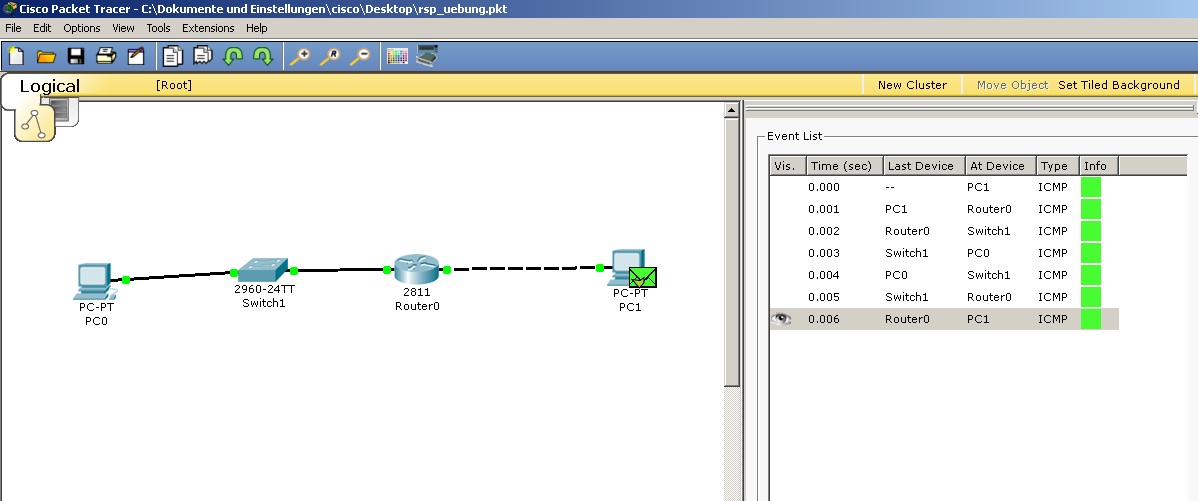 Cisco Packet Tracer - C:\Dokumente und Einstellungen\cisco\Desktop\rsp_uebung.pkt
File Edit Options View Tools Extensions Help
Logical [Root] New Cluster Move Object Set Tiled Background
Event List
Vis. Time (sec) Last Device At Device Type Info
0.000 -- PC1 ICMP
0.001 PC1 Router0 ICMP
0.002 Router0 Switch1 ICMP
0.003 Switch1 PC0 ICMP
0.004 PC0 Switch1 ICMP
0.005 Switch1 Router0 ICMP
0.006 Router0 PC1 ICMP
PC-PT
PC0
2960-24TT
Switch1
2811
Router0
PC-PT
PC1